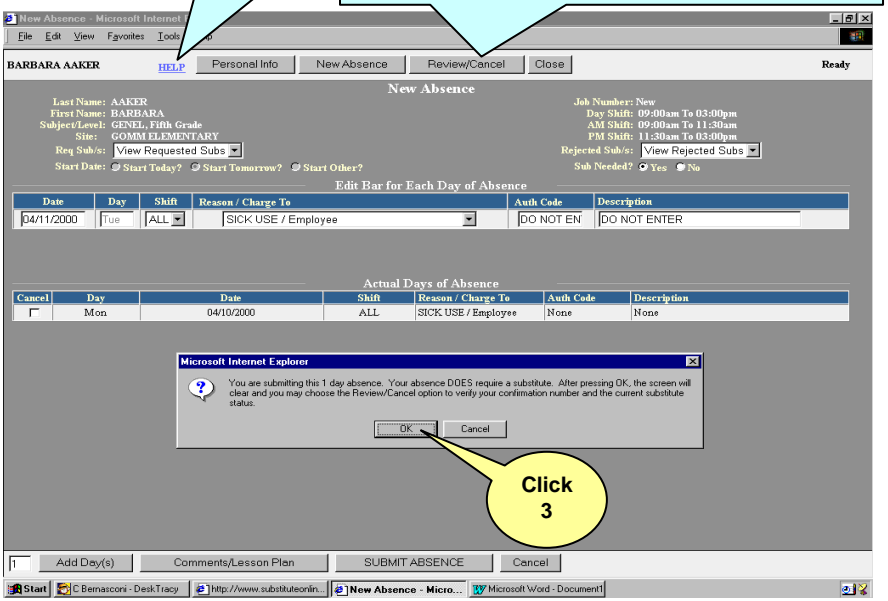 New Absence - Microsoft Internet
File Edit View Favorites Tools
BARBARA AAKER HELP Personal Info New Absence Review/Cancel Close Ready
New Absence
Last Name: AAKER Job Number: New
First Name: BARBARA Day Shift: 09:00am To 03:00pm
Subject/Level: GENEL, Fifth Grade AM Shift: 09:00am To 11:30am
Site: GOMM ELEMENTARY PM Shift: 11:30am To 03:00pm
Req Sub/s: View Requested Subs Rejected Sub/s: View Rejected Subs
Start Date: Start Today? Start Tomorrow? Start Other? Sub Needed? Yes No
Edit Bar for Each Day of Absence
Date Day Shift Reason / Charge To Auth Code Description
04/11/2000 Tue ALL SICK USE / Employee DO NOT EN DO NOT ENTER
Actual Days of Absence
Cancel Day Date Shift Reason / Charge To Auth Code Description
Mon 04/10/2000 ALL SICK USE / Employee None None
Microsoft Internet Explorer
You are submitting this 1 day absence. Your absence DOES require a substitute. After pressing OK, the screen will
clear and you may choose the Review/Cancel option to verify your confirmation number and the current substitute
status.
OK Cancel
Click
3
1 Add Day(s) Comments/Lesson Plan SUBMIT ABSENCE Cancel
Start C Bernasconi - DeskTracy http://www.substituteonlin... New Absence - Micro... Microsoft Word - Document1